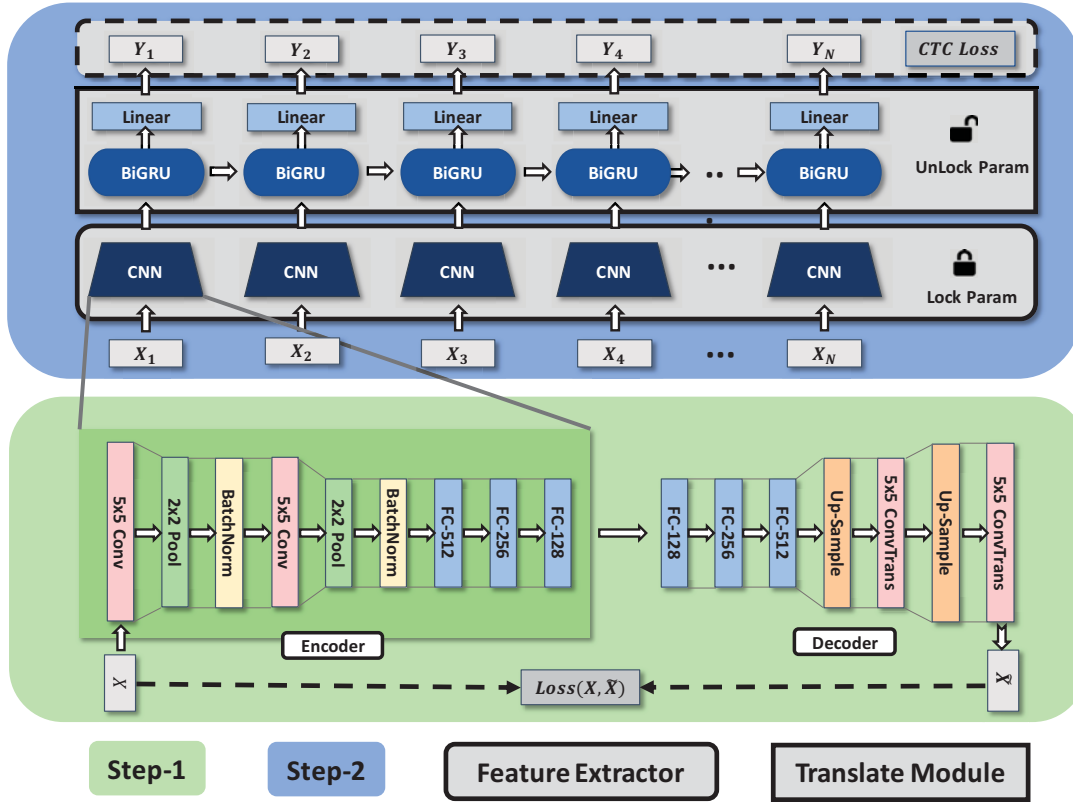 Y1 Y2 Y3 Y4 YN CTC Loss
Linear Linear Linear Linear Linear
UnLock Param
BiGRU BiGRU BiGRU BiGRU •• BiGRU
CNN CNN CNN CNN ••• CNN
Lock Param
X1 X2 X3 X4 ••• XN
5x5 Conv
2x2 Pool
BatchNorm
5x5 Conv
2x2 Pool
BatchNorm
FC-512
FC-256
FC-128
FC-128
FC-256
FC-512
Up-Sample
5x5 ConvTrans
Up-Sample
5x5 ConvTrans
Encoder
Decoder
X
Loss(X, X̃)
X̃
Step-1
Step-2
Feature Extractor
Translate Module